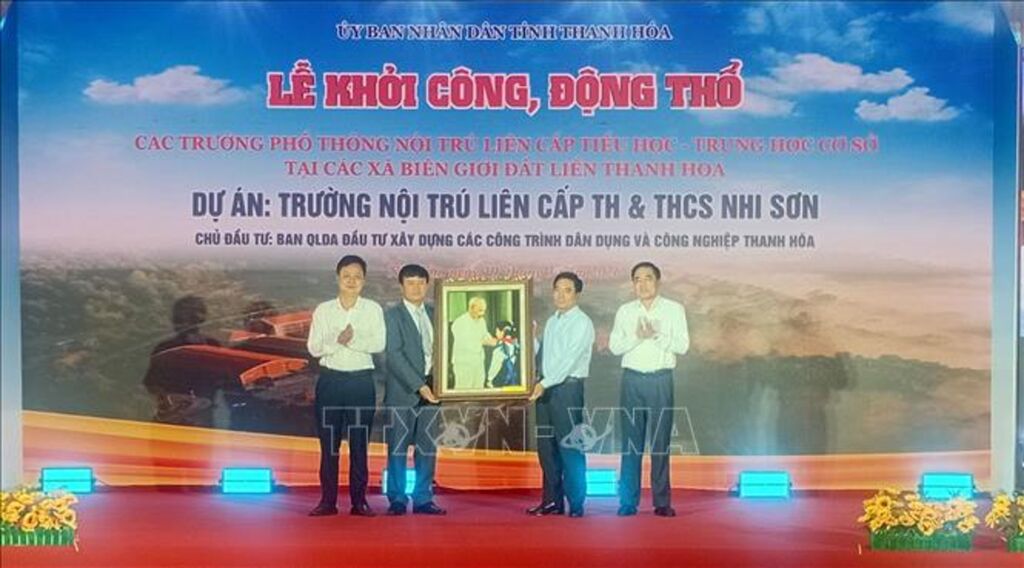 ỦY BAN NHÂN DÂN TỈNH THANH HÓA
LỄ KHỞI CÔNG, ĐỘNG THỔ
CÁC TRƯỜNG PHỔ THÔNG NỘI TRÚ LIÊN CẤP TIỂU HỌC - TRUNG HỌC CƠ SỞ
TẠI CÁC XÃ BIÊN GIỚI ĐẤT LIỀN THANH HÓA
DỰ ÁN: TRƯỜNG NỘI TRÚ LIÊN CẤP TH & THCS NHI SƠN
CHỦ ĐẦU TƯ: BAN QLDA ĐẦU TƯ XÂY DỰNG CÁC CÔNG TRÌNH DÂN DỤNG VÀ CÔNG NGHIỆP THANH HÓA
TTXVN-VNA